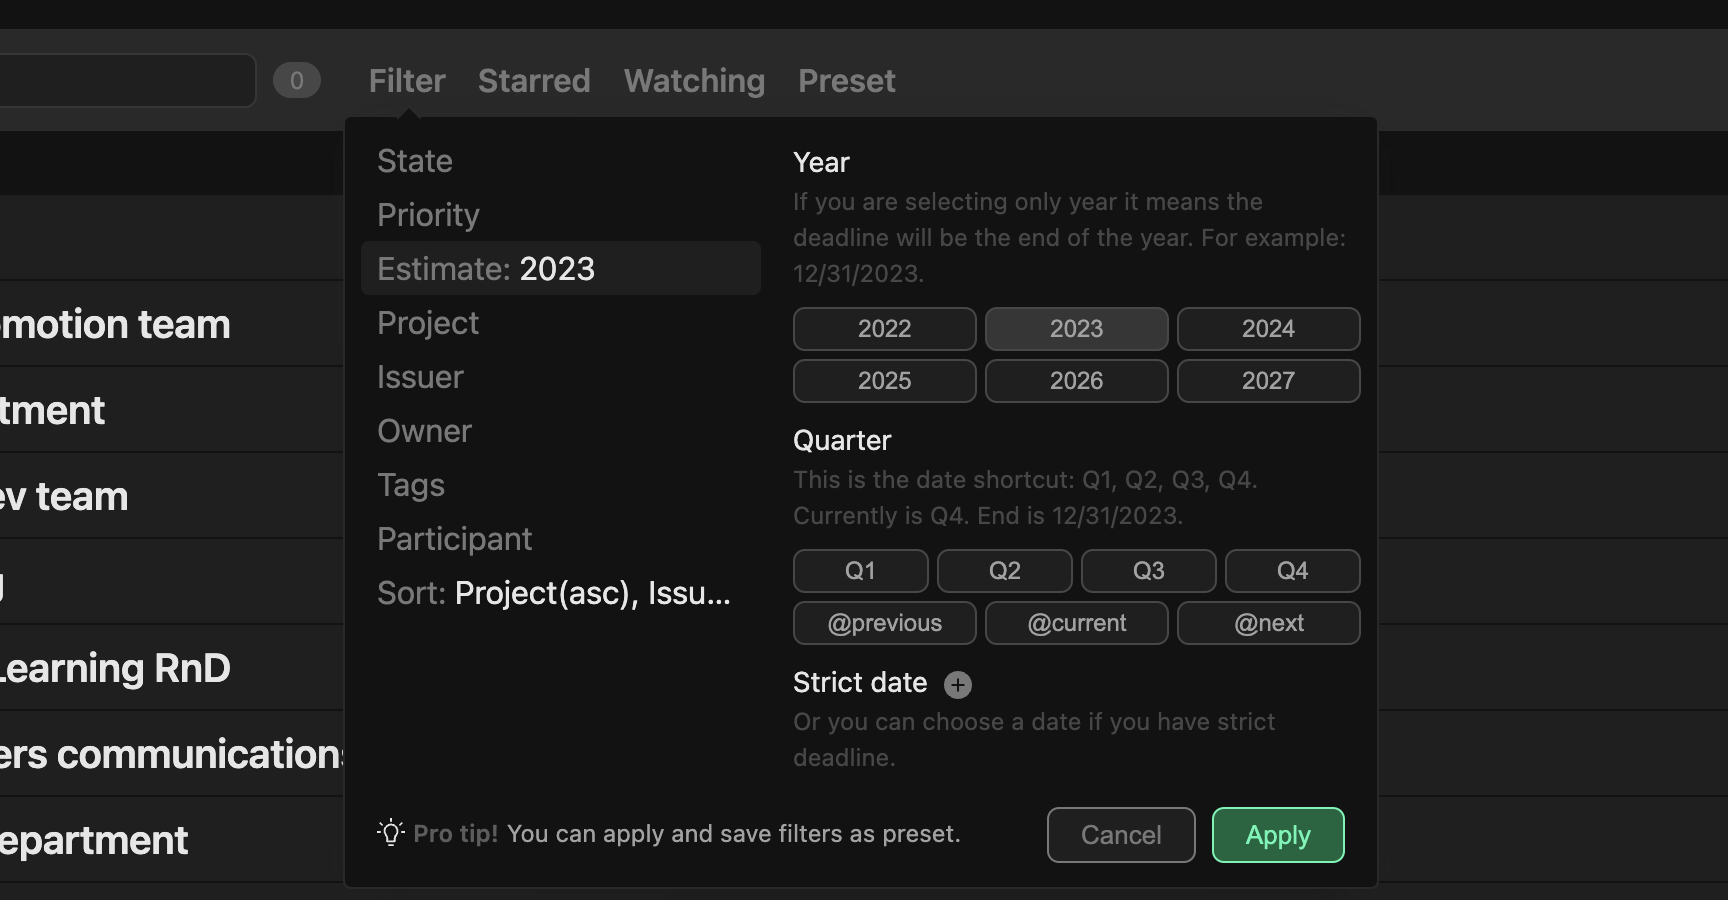 0 Filter Starred Watching Preset
State
Priority
Estimate: 2023
Project
Issuer
Owner
Tags
Participant
Sort: Project(asc), Issu...
Year
If you are selecting only year it means the
deadline will be the end of the year. For example:
12/31/2023.
2022 2023 2024
2025 2026 2027
Quarter
This is the date shortcut: Q1, Q2, Q3, Q4.
Currently is Q4. End is 12/31/2023.
Q1 Q2 Q3 Q4
@previous @current @next
Strict date +
Or you can choose a date if you have strict
deadline.
Pro tip! You can apply and save filters as preset.
Cancel Apply
motion team
tment
ev team
g
Learning RnD
ers communications
epartment